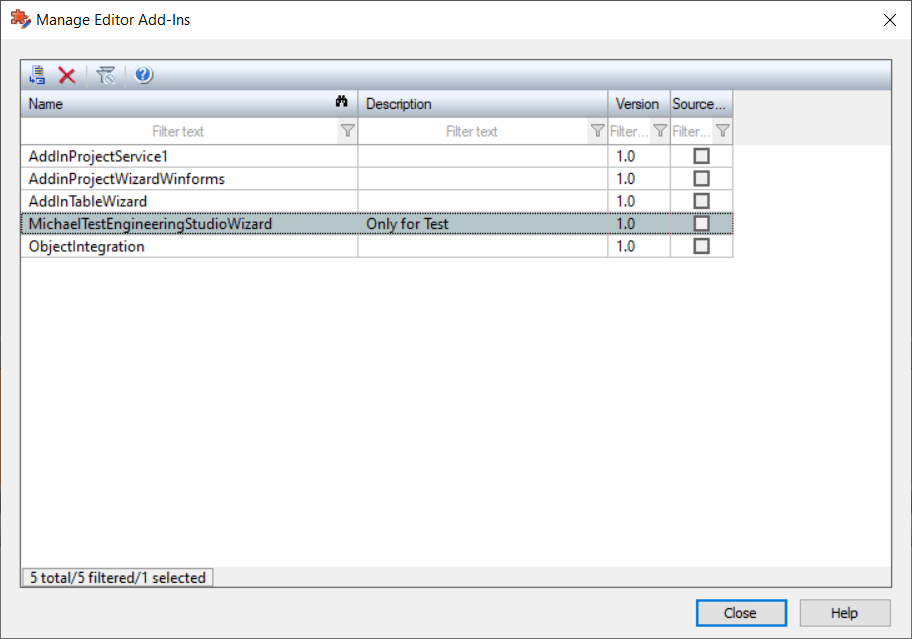 Manage Editor Add-Ins
Name Description Version Source...
Filter text Filter text Filter... Filter...
AddInProjectService1 1.0
AddinProjectWizardWinforms 1.0
AddInTableWizard 1.0
MichaelTestEngineeringStudioWizard Only for Test 1.0
ObjectIntegration 1.0
5 total/5 filtered/1 selected
Close Help